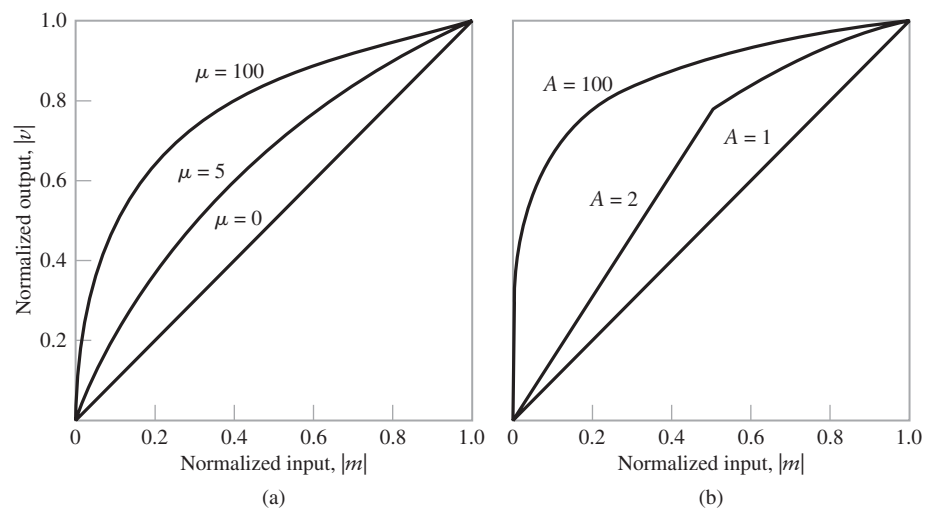 Normalized output, |v|
1.0
0.8
0.6
0.4
0.2
μ = 100
μ = 5
μ = 0
0 0.2 0.4 0.6 0.8 1.0
Normalized input, |m|
(a)
A = 100
A = 1
A = 2
0 0.2 0.4 0.6 0.8 1.0
Normalized input, |m|
(b)